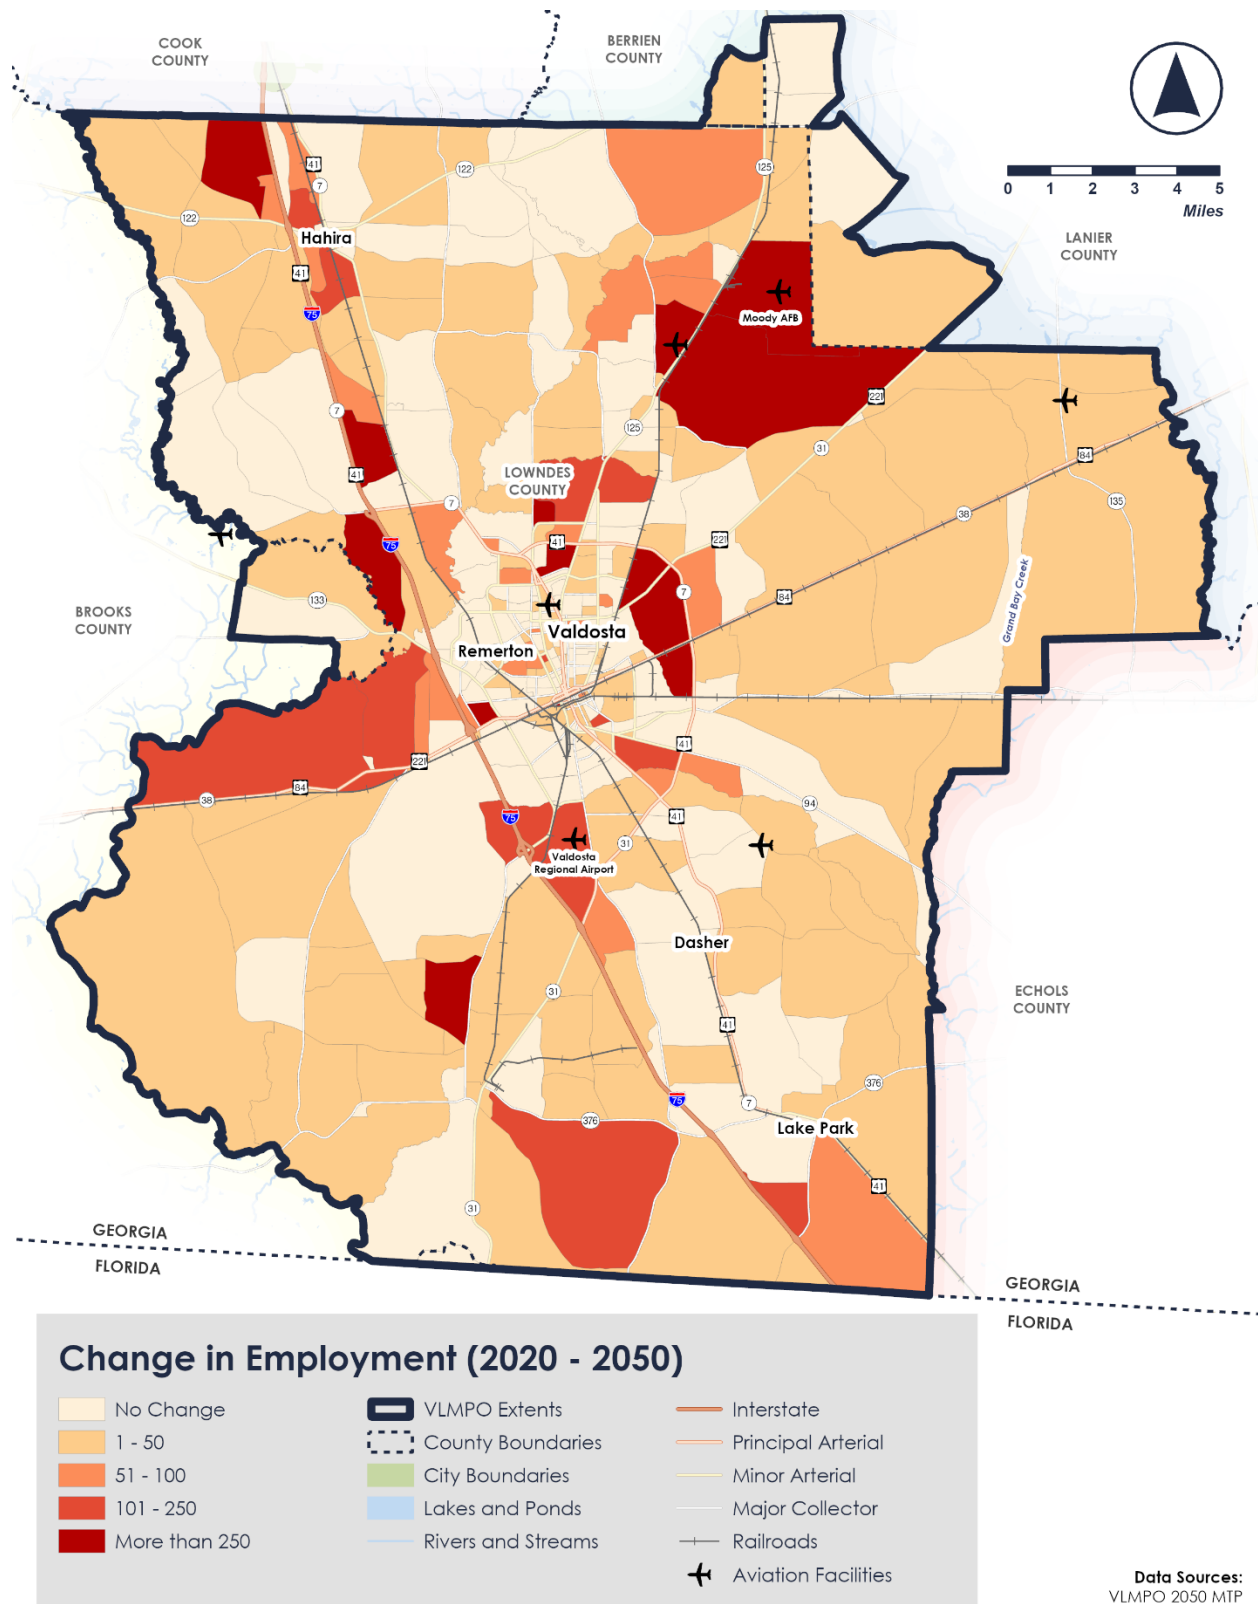 COOK
COUNTY
BERRIEN
COUNTY
0 1 2 3 4 5
Miles
41
7
122
125
122
Hahira
LANIER
COUNTY
41
75
Moody AFB
221
7
125
31
41
84
LOWNDES
COUNTY
135
7
38
41
221
75
7
84
133
Grand Bay Creek
BROOKS
COUNTY
Valdosta
Remerton
221
41
84
38
94
75
41
31
Valdosta
Regional Airport
Dasher
31
ECHOLS
COUNTY
41
376
75
7
376
Lake Park
41
31
GEORGIA
FLORIDA
GEORGIA
FLORIDA
Change in Employment (2020 - 2050)
No Change
1 - 50
51 - 100
101 - 250
More than 250
VLMPO Extents
County Boundaries
City Boundaries
Lakes and Ponds
Rivers and Streams
Interstate
Principal Arterial
Minor Arterial
Major Collector
Railroads
Aviation Facilities
Data Sources:
VLMPO 2050 MTP